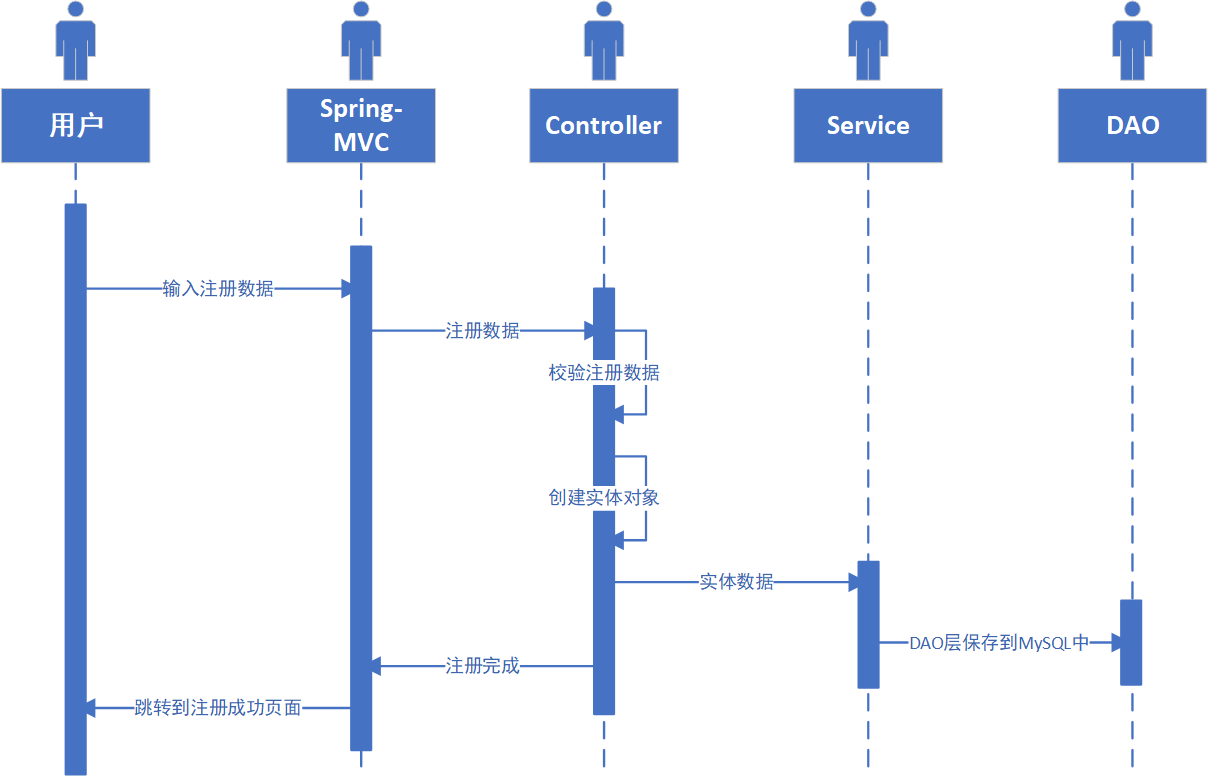 用户
Spring-
MVC
Controller
Service
DAO
输入注册数据
注册数据
校验注册数据
创建实体对象
实体数据
DAO层保存到MySQL中
注册完成
跳转到注册成功页面